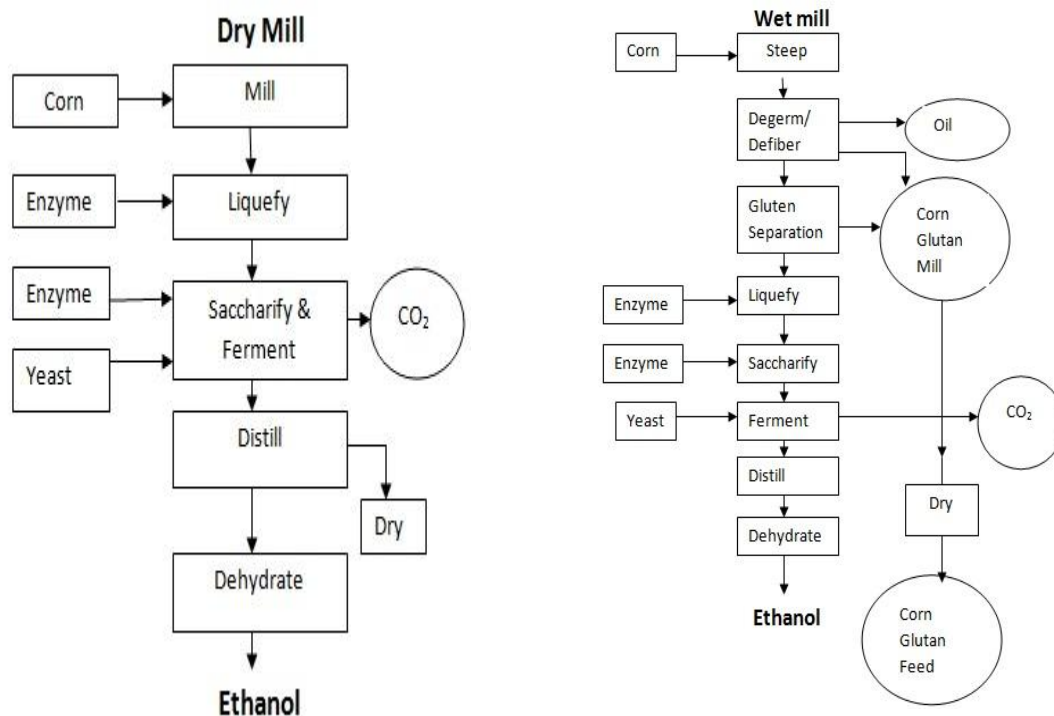 Dry Mill
Corn
Mill
Enzyme
Liquefy
Enzyme
Yeast
Saccharify &
Ferment
CO₂
Distill
Dry
Dehydrate
Ethanol
Wet mill
Corn
Steep
Degerm/
Defiber
Oil
Gluten
Separation
Corn
Glutan
Mill
Enzyme
Liquefy
Enzyme
Saccharify
Yeast
Ferment
CO₂
Distill
Dry
Dehydrate
Ethanol
Corn
Glutan
Feed